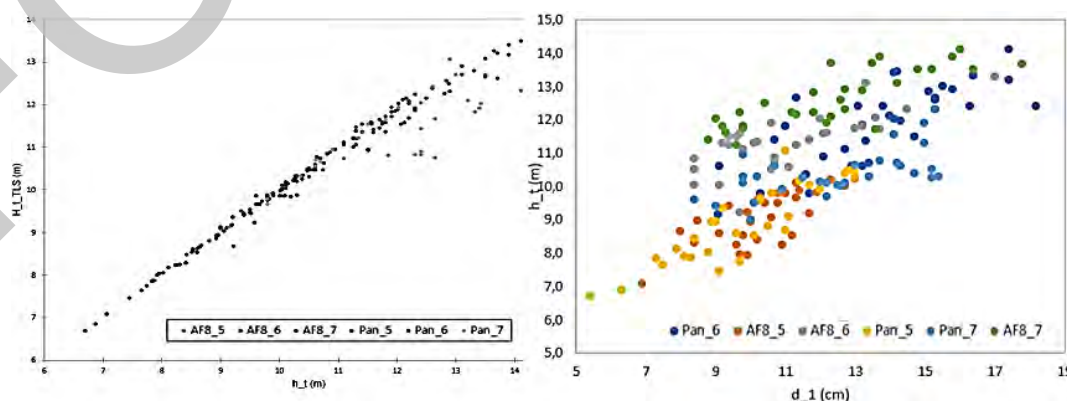 14
13
12
11
10
9
8
7
6
H_t_TLS (m)
AF8_5 AF8_6 AF8_7 Pan_5 Pan_6 Pan_7
6 7 8 9 10 11 12 13 14
h_t (m)
15,0
14,0
13,0
12,0
11,0
10,0
9,0
8,0
7,0
6,0
5,0
h_t (m)
Pan_6 AF8_5 AF8_6 Pan_5 Pan_7 AF8_7
5 7 9 11 13 15 17 19
d_1 (cm)